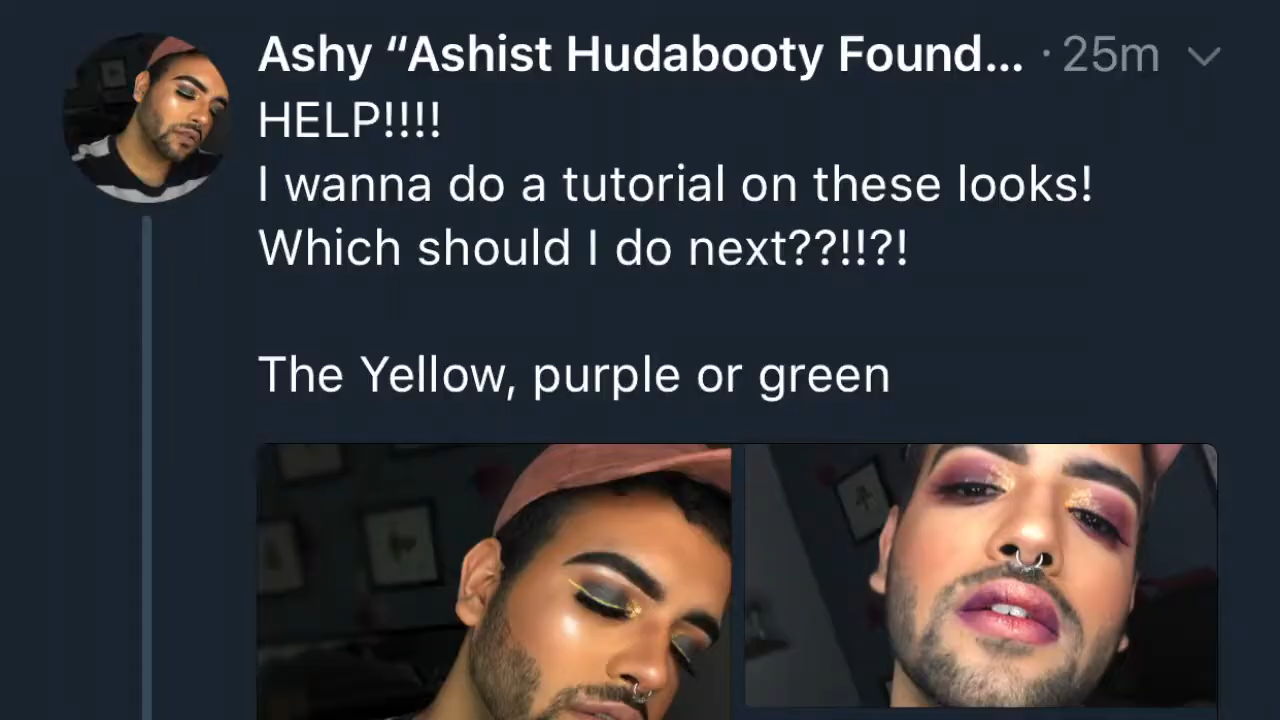 Ashy “Ashist Hudabooty Found... · 25m
HELP!!!!
I wanna do a tutorial on these looks!
Which should I do next??!!?!
The Yellow, purple or green